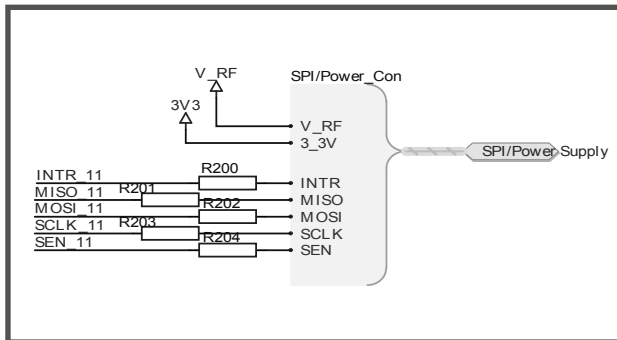 V_RF
SPI/Power_Con
3V3
V_RF
3_3V
SPI/Power Supply
INTR_11
R200
INTR
MISO_11
R201
MISO
MOSI_11
R202
MOSI
SCLK_11
R203
SCLK
SEN_11
R204
SEN